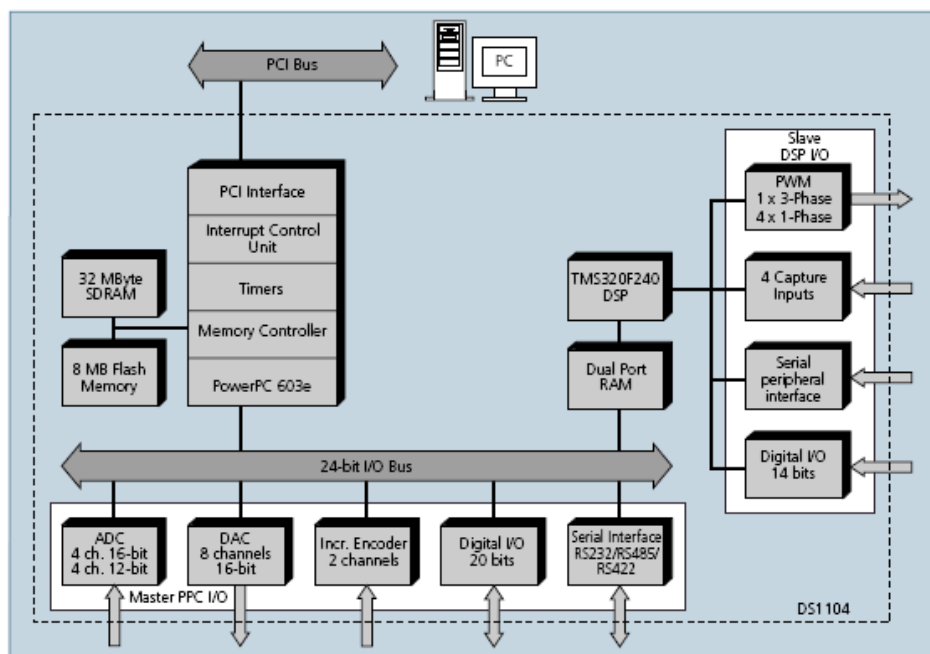 PCI Bus
PC
Slave
DSP I/O
PWM
1 x 3-Phase
4 x 1-Phase
PCI Interface
Interrupt Control
Unit
Timers
Memory Controller
PowerPC 603e
32 MByte
SDRAM
8 MB Flash
Memory
TMS320F240
DSP
Dual Port
RAM
4 Capture
Inputs
Serial
peripheral
interface
Digital I/O
14 bits
24-bit I/O Bus
ADC
4 ch. 16-bit
4 ch. 12-bit
DAC
8 channels
16-bit
Incr. Encoder
2 channels
Digital I/O
20 bits
Serial Interface
RS232/RS485/
RS422
Master PPC I/O
DS1104